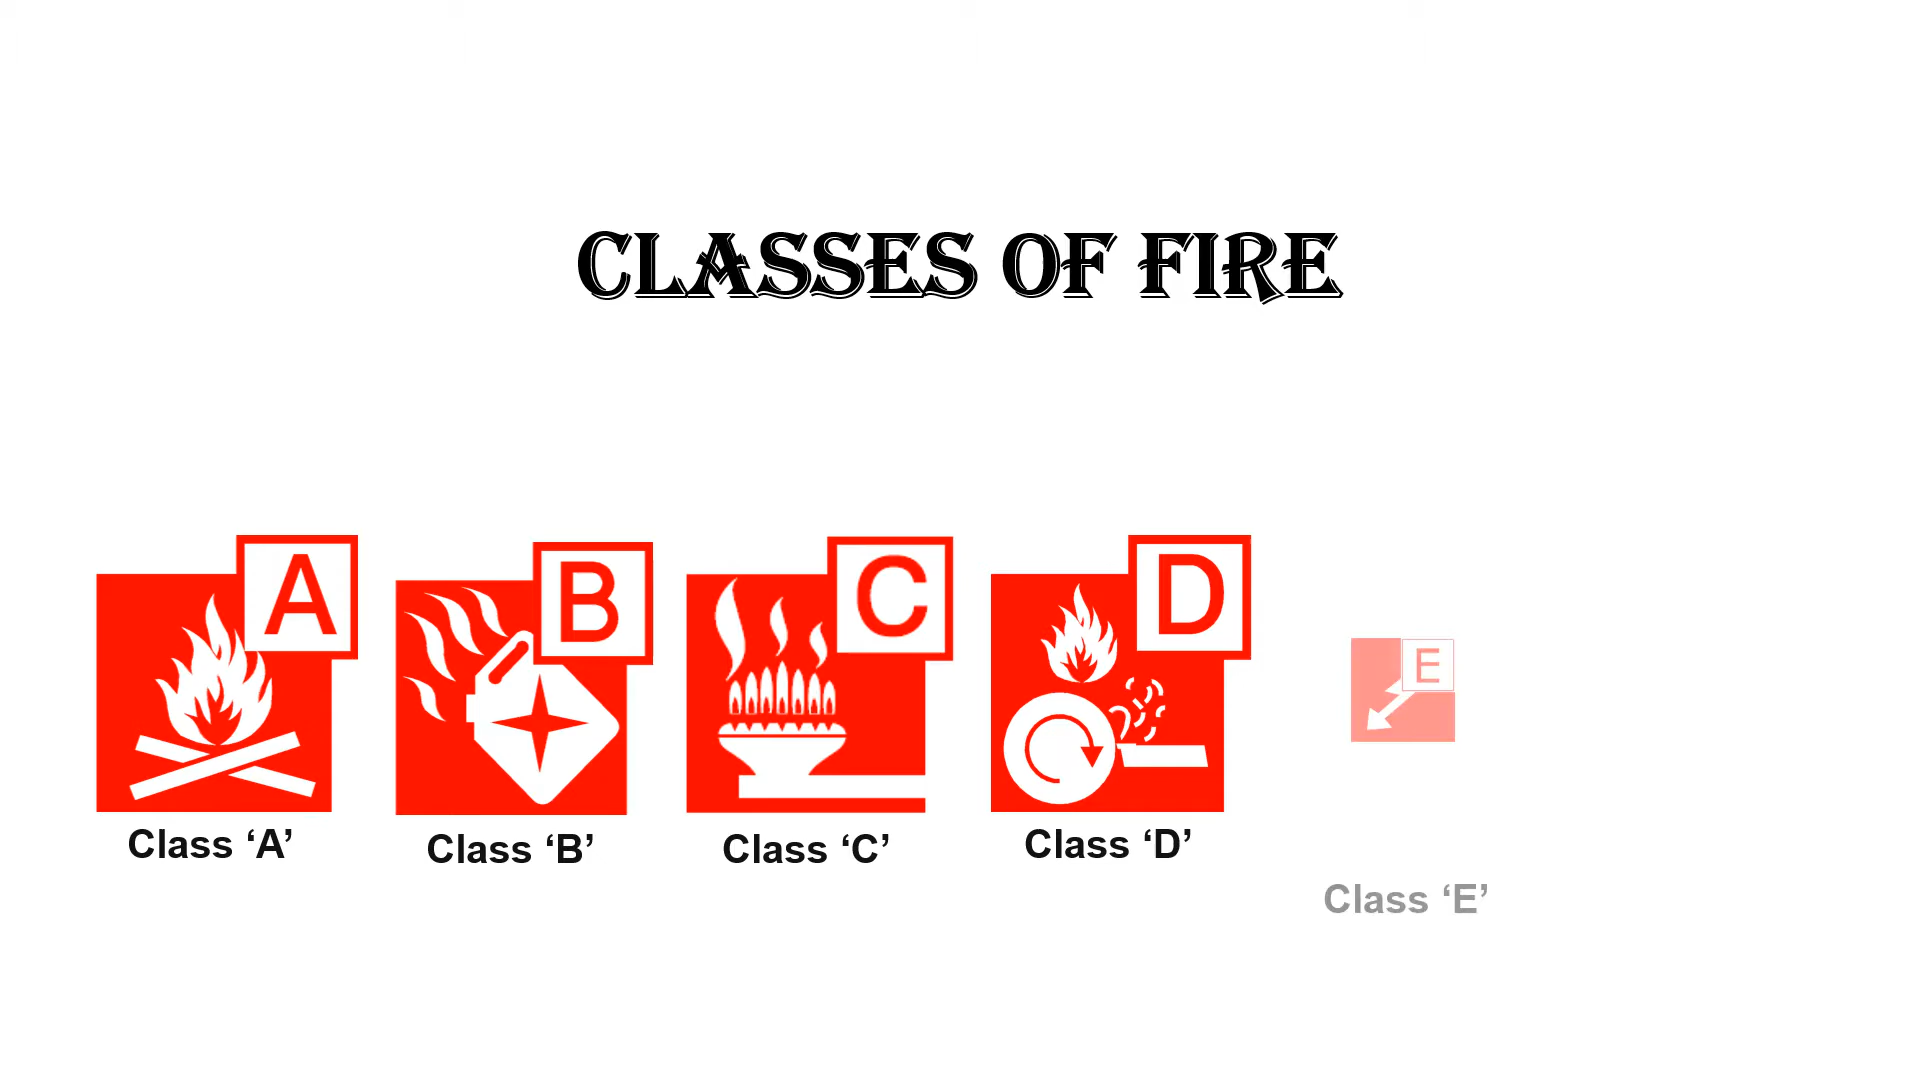 CLASSES OF FIRE
A
B
C
D
E
Class ‘A’
Class ‘B’
Class ‘C’
Class ‘D’
Class ‘E’